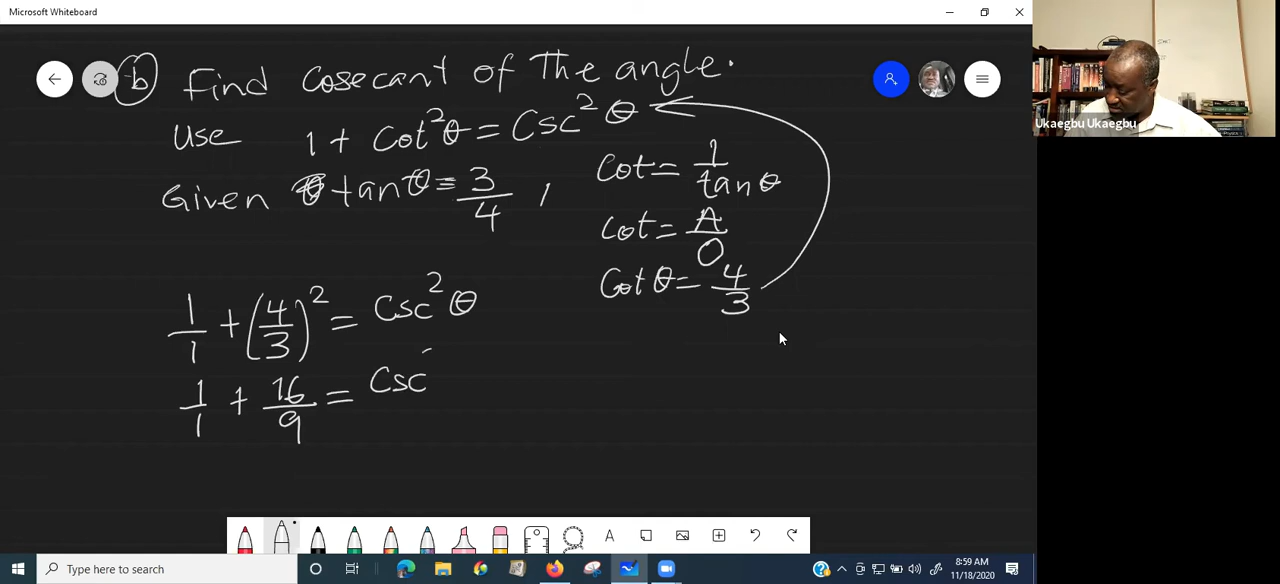 Microsoft Whiteboard
b) Find Cosecant of The angle.
Use 1 + Cot²θ = Csc²θ
Given tanθ = 3/4,
Cot = 1/tanθ
Cot = A/O
Cotθ = 4/3
1/1 + (4/3)² = Csc²θ
1/1 + 16/9 = Csc
Ukaegbu Ukaegbu
A
Type here to search
8:59 AM
11/18/2020